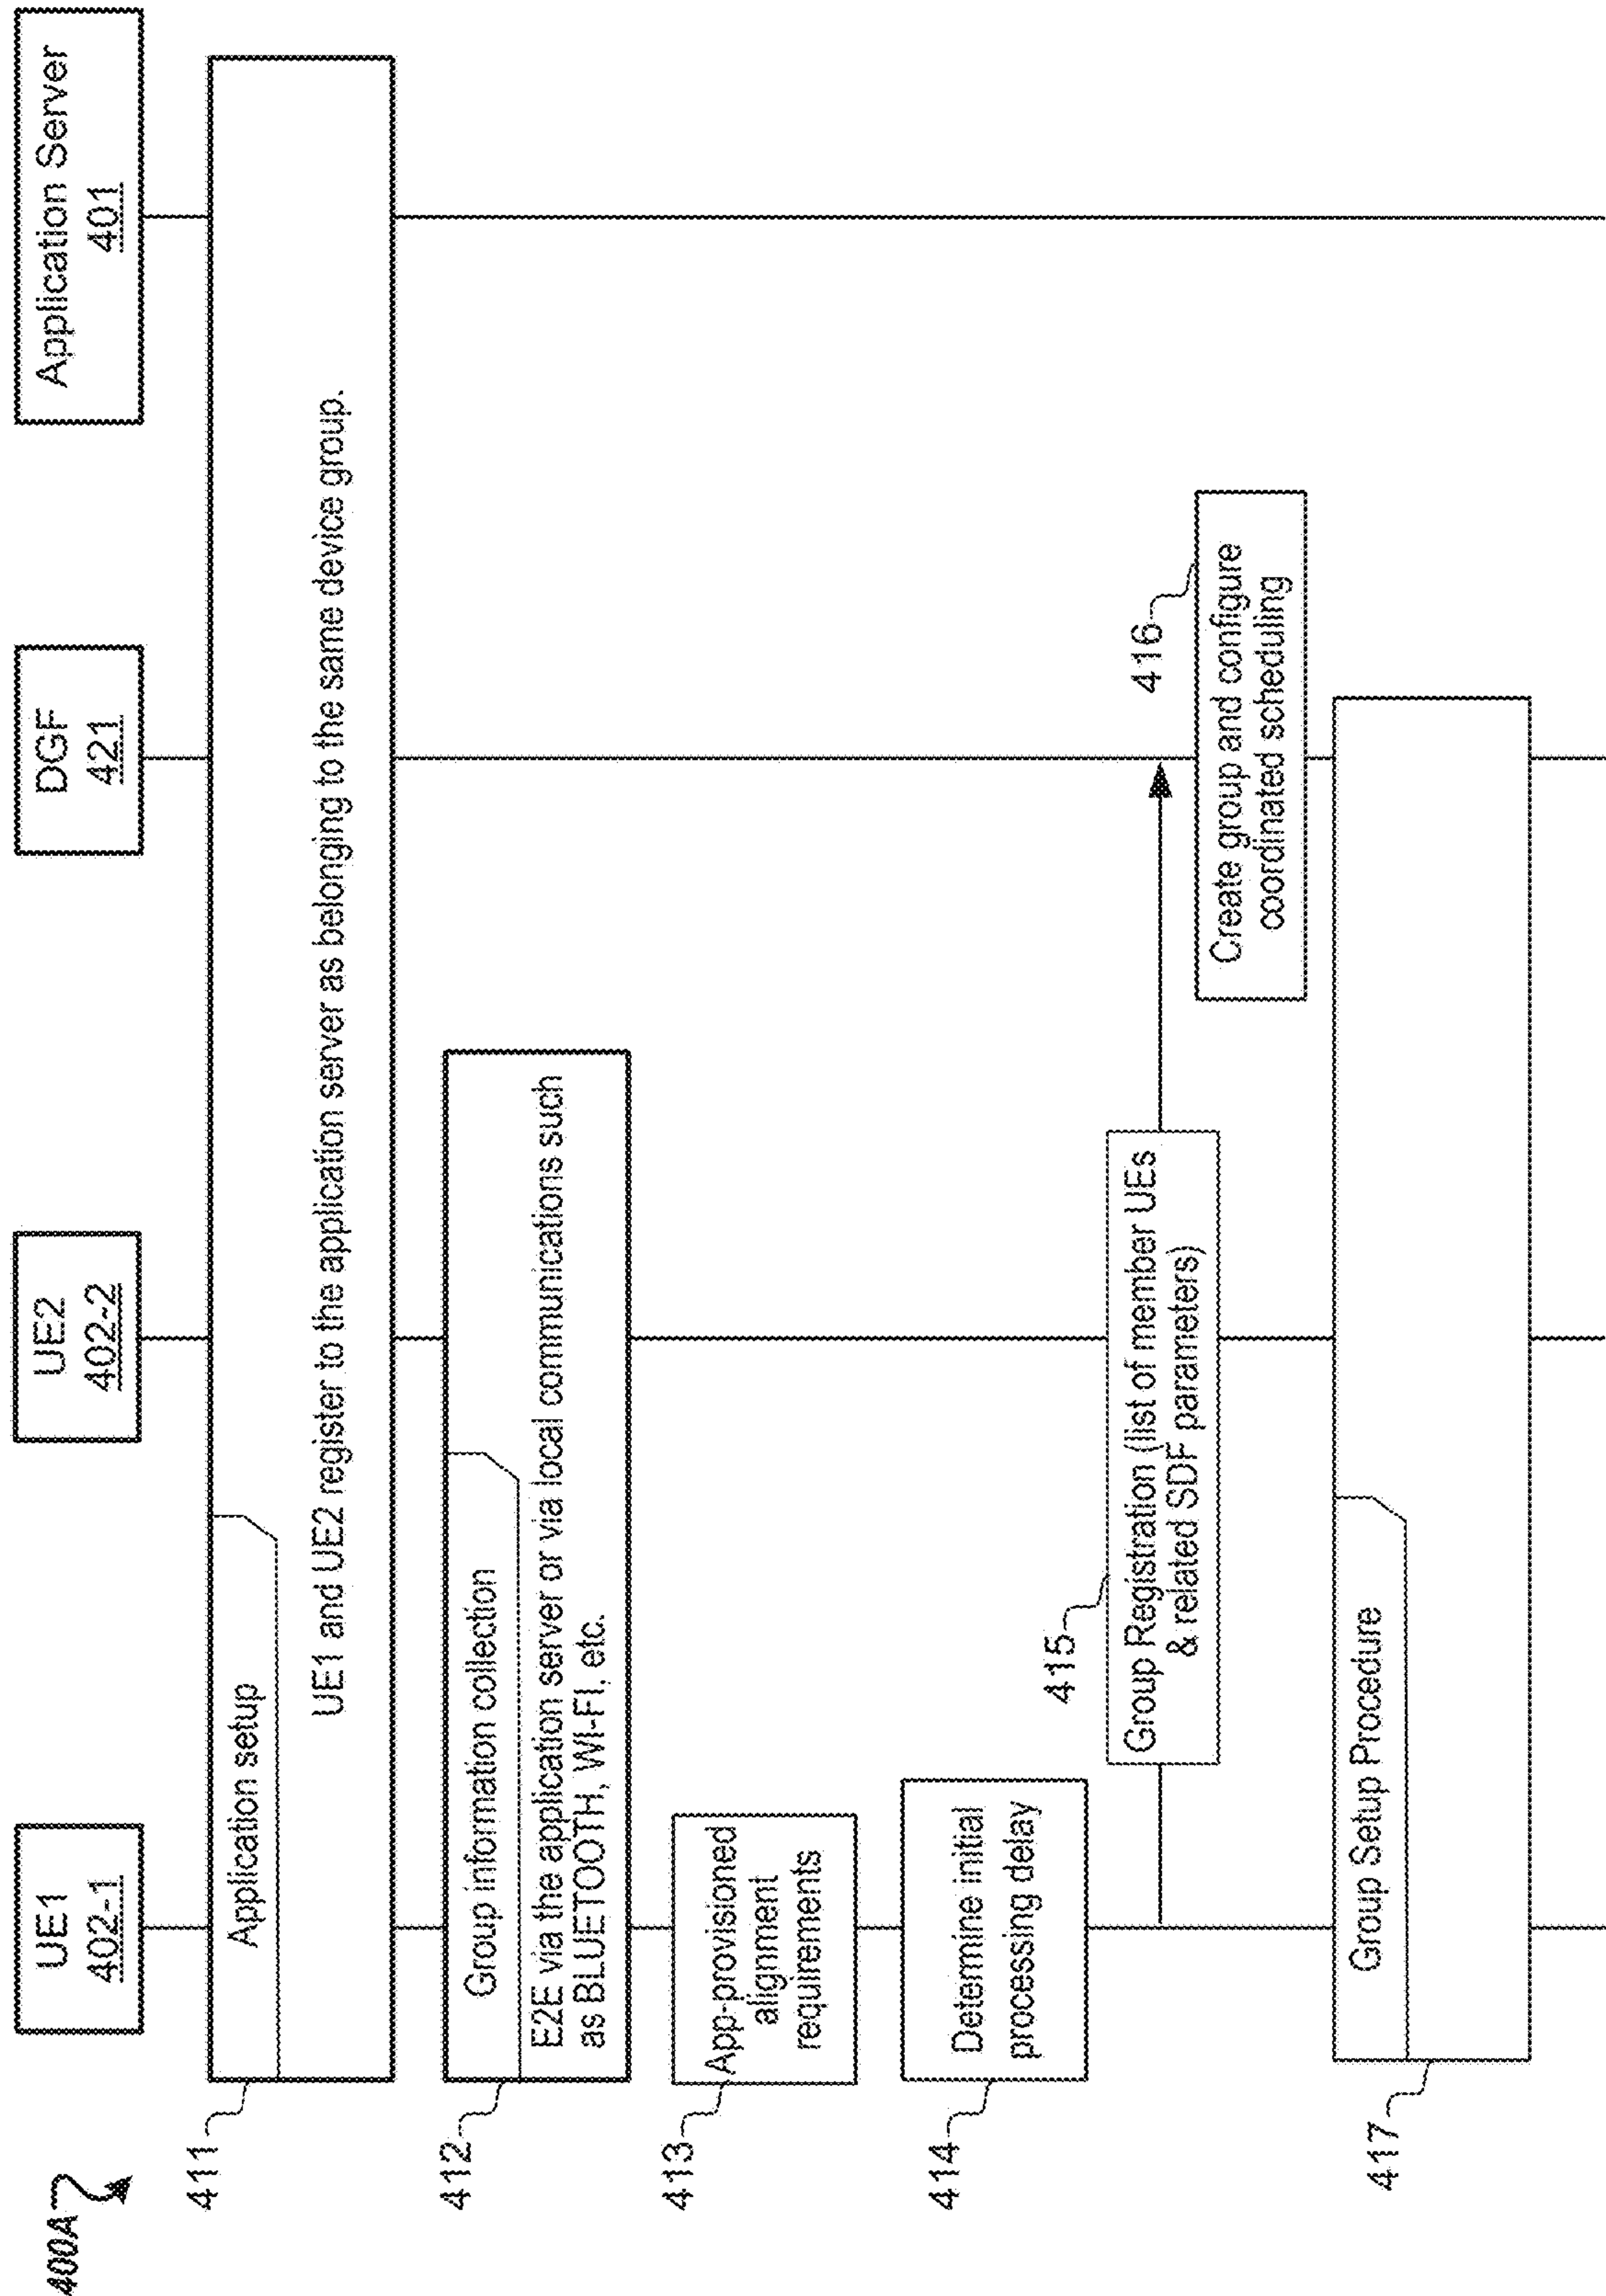 400A
UE1
402-1
UE2
402-2
DGF
421
Application Server
401
411
Application setup
UE1 and UE2 register to the application server as belonging to the same device group.
412
Group information collection
E2E via the application server or via local communications such
as BLUETOOTH, WI-FI, etc.
413
App-provisioned
alignment
requirements
414
Determine initial
processing delay
415
Group Registration (list of member UEs
& related SDF parameters)
416
Create group and configure
coordinated scheduling
417
Group Setup Procedure